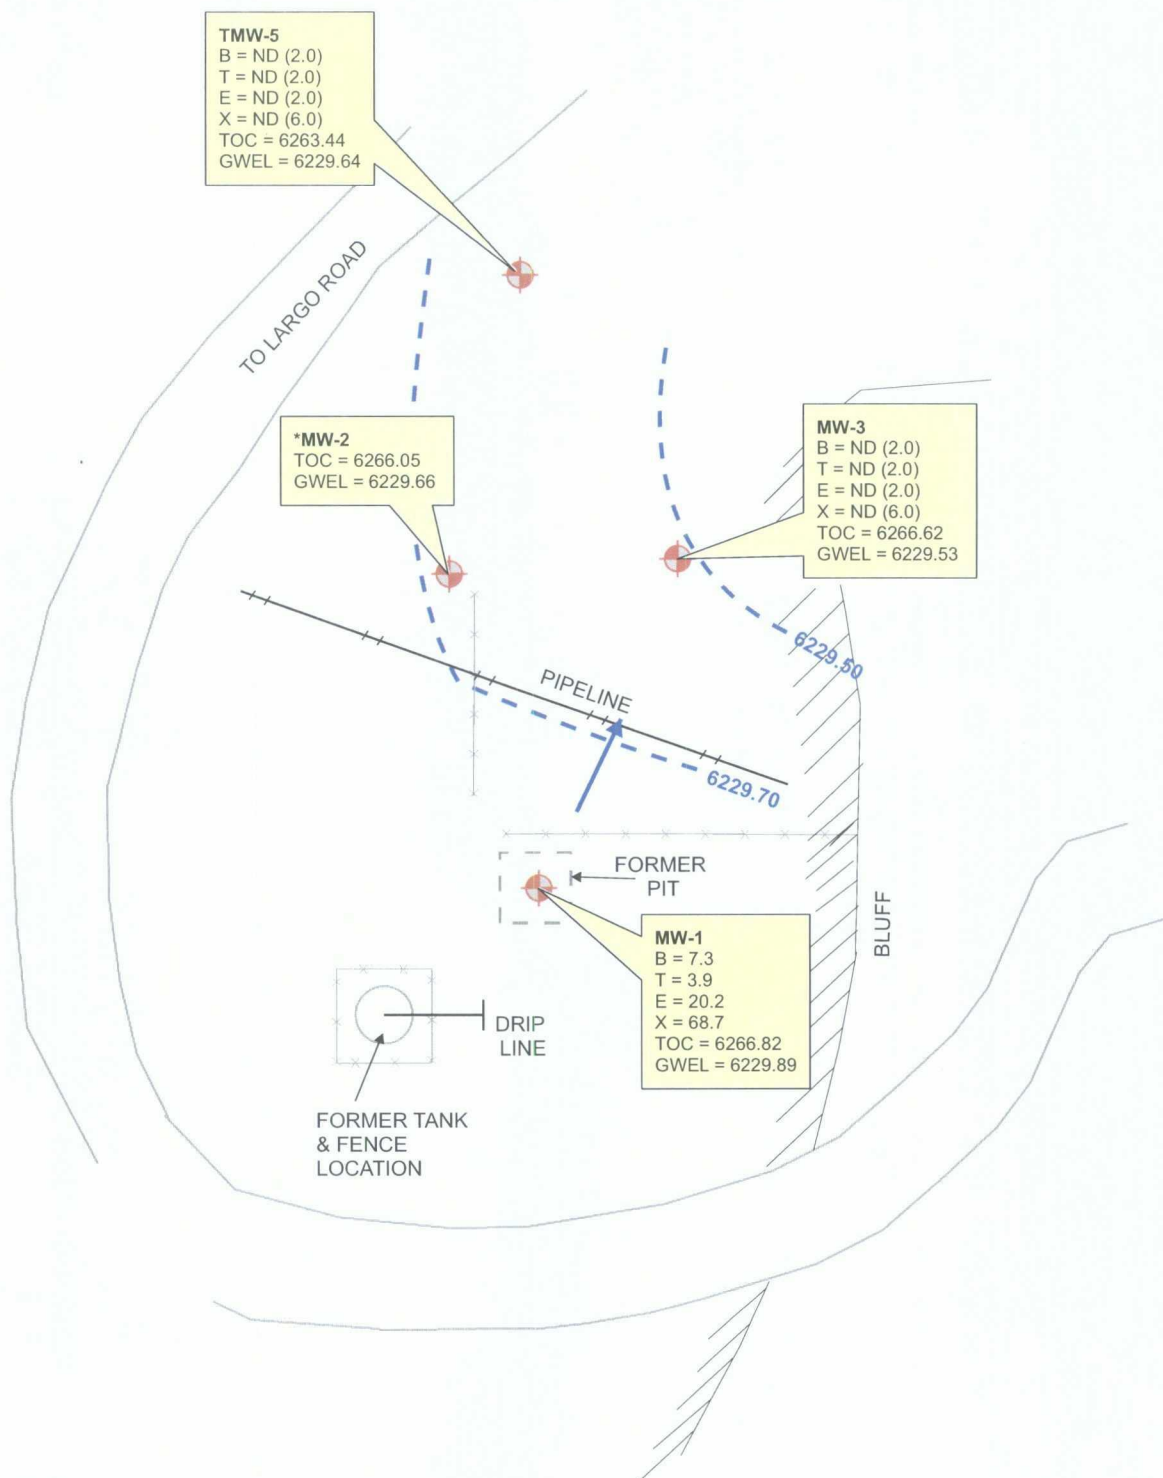 TMW-5
B = ND (2.0)
T = ND (2.0)
E = ND (2.0)
X = ND (6.0)
TOC = 6263.44
GWEL = 6229.64
TO LARGO ROAD
*MW-2
TOC = 6266.05
GWEL = 6229.66
MW-3
B = ND (2.0)
T = ND (2.0)
E = ND (2.0)
X = ND (6.0)
TOC = 6266.62
GWEL = 6229.53
6229.50
PIPELINE
6229.70
FORMER
PIT
MW-1
B = 7.3
T = 3.9
E = 20.2
X = 68.7
TOC = 6266.82
GWEL = 6229.89
BLUFF
DRIP
LINE
FORMER TANK
& FENCE
LOCATION